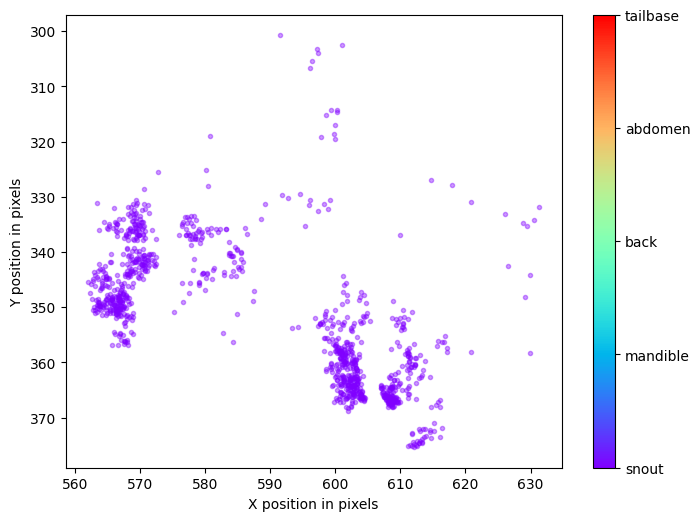 300
310
320
330
340
350
360
370
Y position in pixels
560
570
580
590
600
610
620
630
X position in pixels
tailbase
abdomen
back
mandible
snout